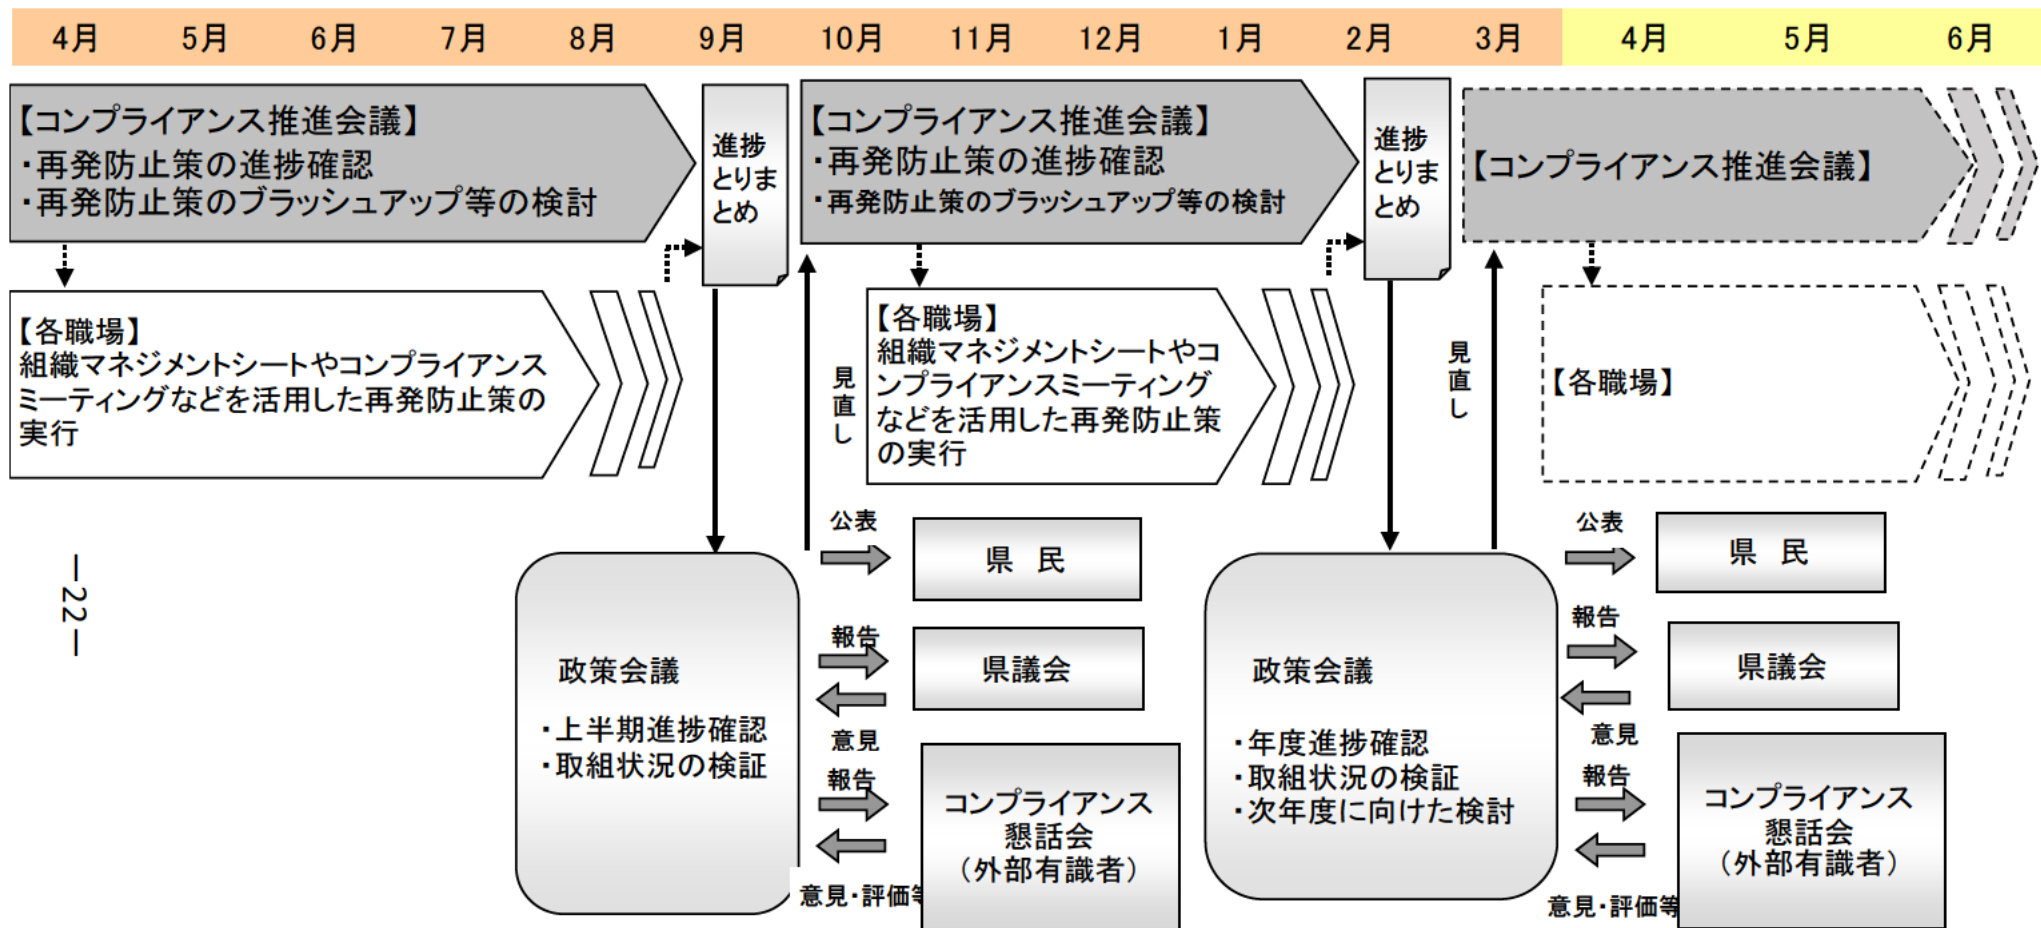 4月 5月 6月 7月 8月 9月 10月 11月 12月 1月 2月 3月 4月 5月 6月
【コンプライアンス推進会議】
・再発防止策の進捗確認
・再発防止策のブラッシュアップ等の検討
進捗
とりま
とめ
【コンプライアンス推進会議】
・再発防止策の進捗確認
・再発防止策のブラッシュアップ等の検討
進捗
とりま
とめ
【コンプライアンス推進会議】
【各職場】
組織マネジメントシートやコンプライアンス
ミーティングなどを活用した再発防止策の
実行
見直し
【各職場】
組織マネジメントシートやコ
ンプライアンスミーティング
などを活用した再発防止策
の実行
見直し
【各職場】
―22―
政策会議
・上半期進捗確認
・取組状況の検証
公表
県 民
報告
県議会
意見
報告
コンプライアンス
懇話会
（外部有識者）
意見・評価等
政策会議
・年度進捗確認
・取組状況の検証
・次年度に向けた検討
公表
県 民
報告
県議会
意見
報告
コンプライアンス
懇話会
（外部有識者）
意見・評価等